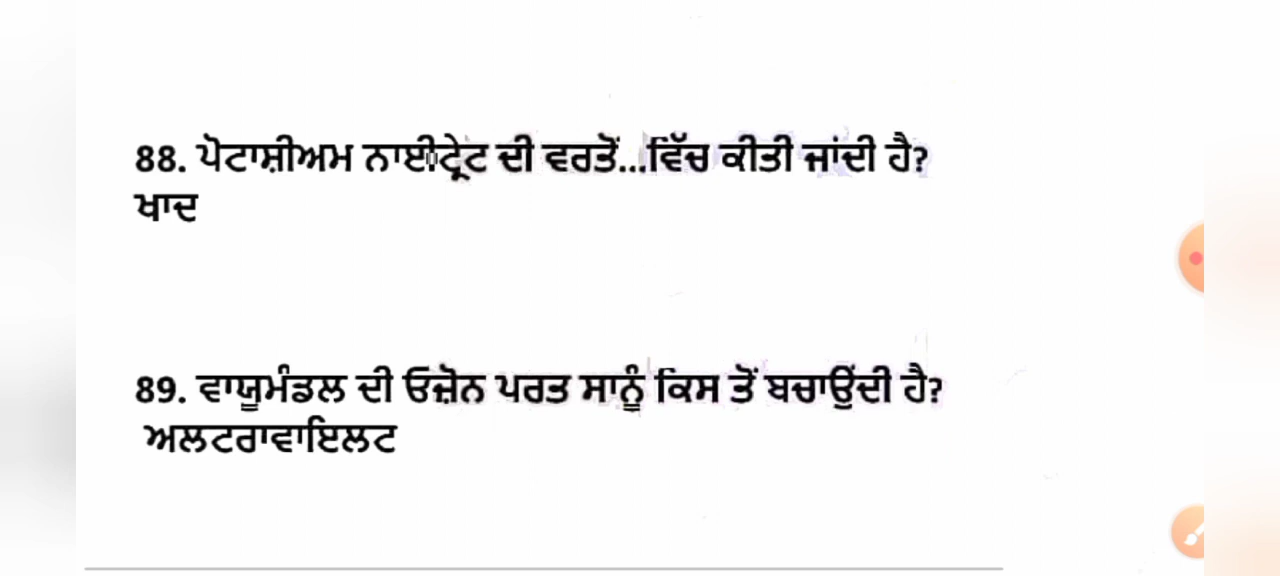 88. ਪੋਟਾਸ਼ੀਅਮ ਨਾਈਟ੍ਰੇਟ ਦੀ ਵਰਤੋਂ...ਵਿੱਚ ਕੀਤੀ ਜਾਂਦੀ ਹੈ?
ਖਾਦ
89. ਵਾਯੂਮੰਡਲ ਦੀ ਓਜ਼ੋਨ ਪਰਤ ਸਾਨੂੰ ਕਿਸ ਤੋਂ ਬਚਾਉਂਦੀ ਹੈ?
ਅਲਟਰਾਵਾਇਲਟ